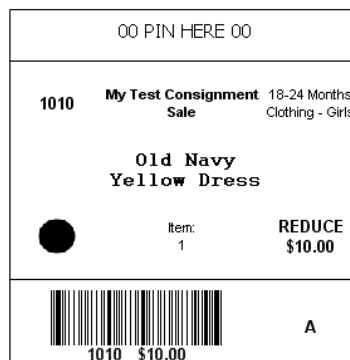 00 PIN HERE 00
1010
My Test Consignment
Sale
18-24 Months
Clothing - Girls
Old Navy
Yellow Dress
Item:
1
REDUCE
$10.00
1010 $10.00
A